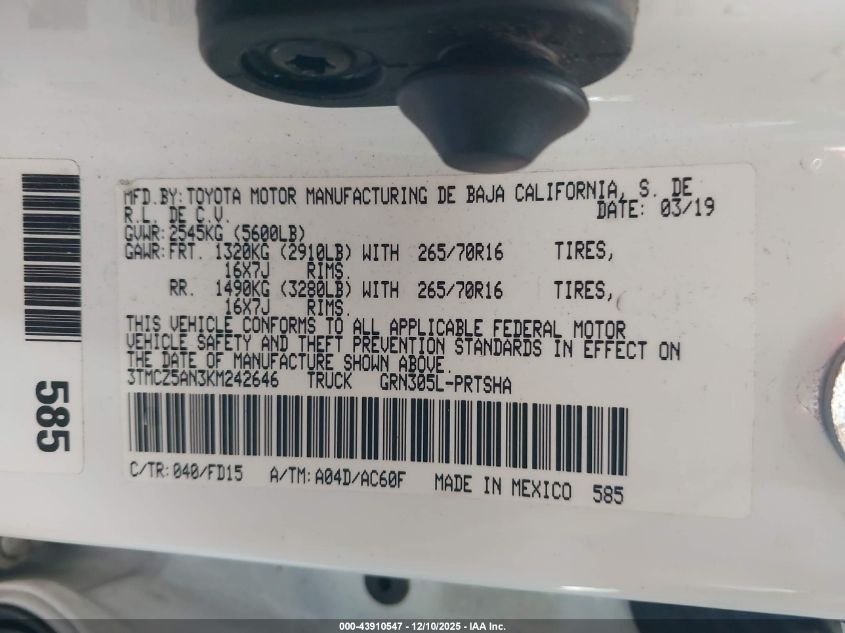 MFD.BY: TOYOTA MOTOR MANUFACTURING DE BAJA CALIFORNIA, S. DE
R.L. DE C.V. DATE: 03/19
GVWR: 2545KG (5600LB)
GAWR: FRT. 1320KG (2910LB) WITH 265/70R16 TIRES,
16X7J RIMS.
RR. 1490KG (3280LB) WITH 265/70R16 TIRES,
16X7J RIMS.
THIS VEHICLE CONFORMS TO ALL APPLICABLE FEDERAL MOTOR
VEHICLE SAFETY AND THEFT PREVENTION STANDARDS IN EFFECT ON
THE DATE OF MANUFACTURE SHOWN ABOVE.
3TMCZ5AN3KM242646 TRUCK GRN305L-PRTSHA
C/TR: 040/FD15 A/TM: A04D/AC60F MADE IN MEXICO 585
585
000-43910547 — 12/10/2025 — IAA Inc.